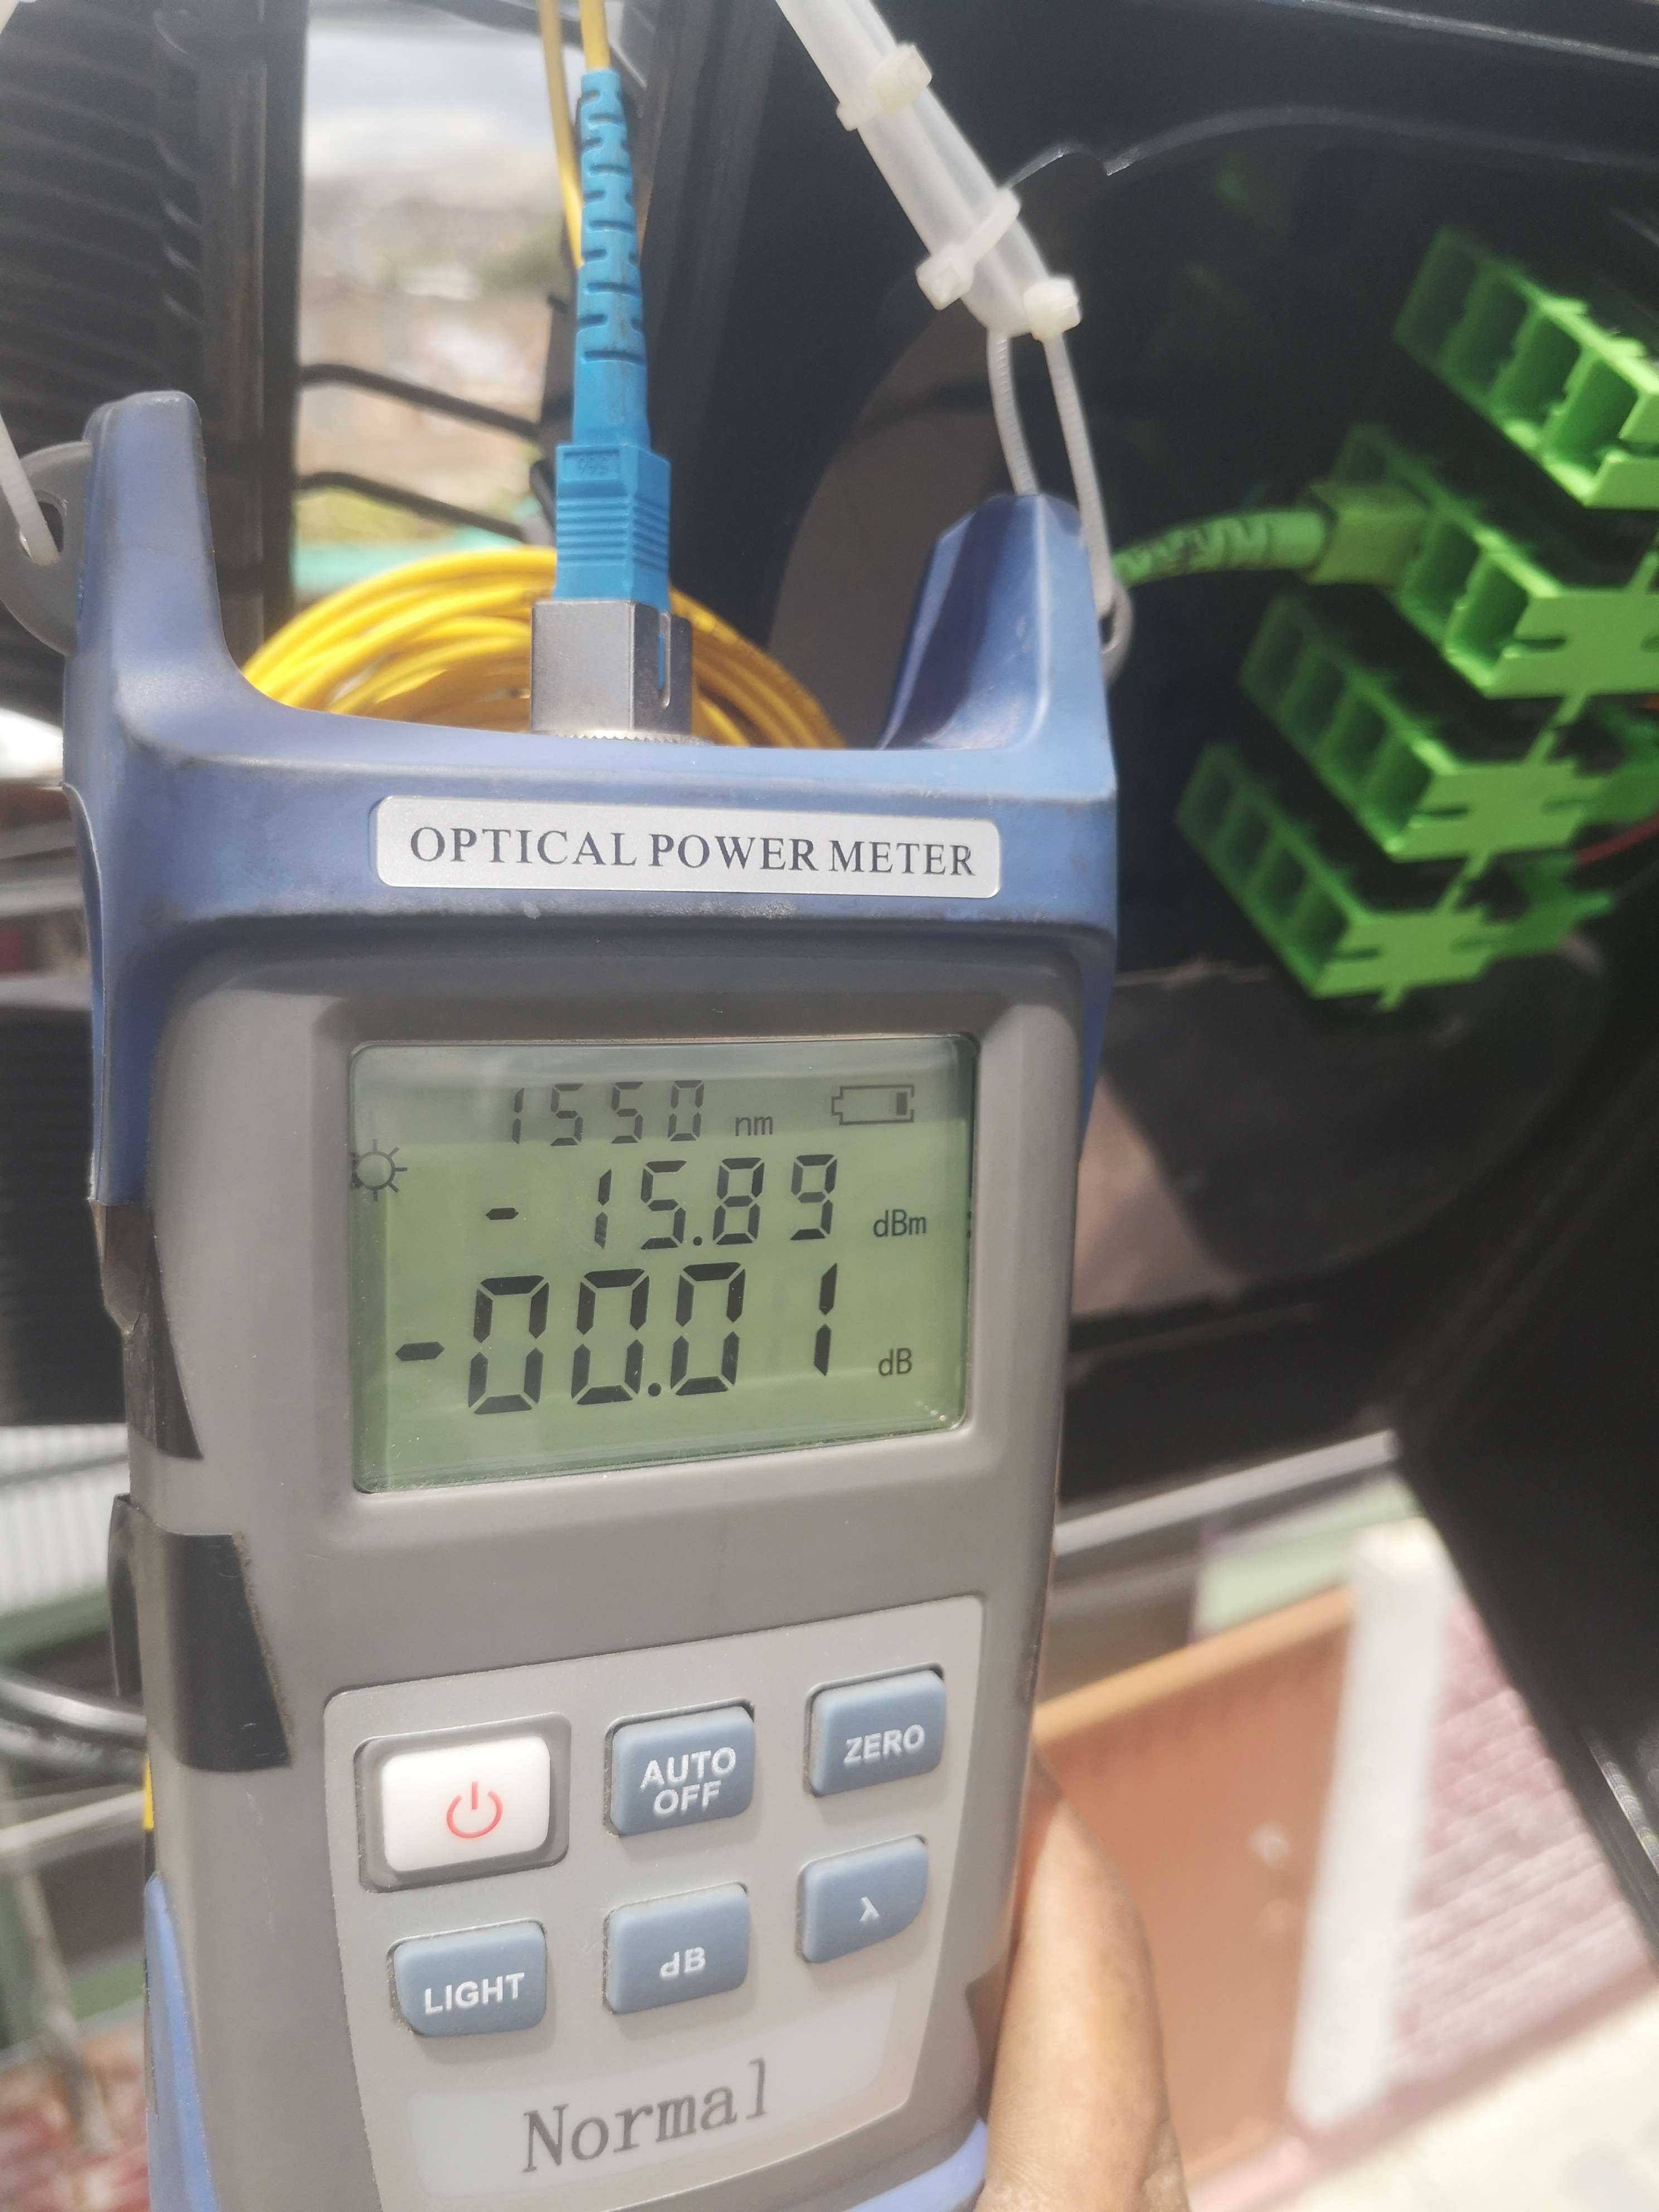 OPTICAL POWER METER
1550 nm
- 15.89 dBm
-00.01 dB
AUTO OFF
ZERO
LIGHT
dB
λ
Normal